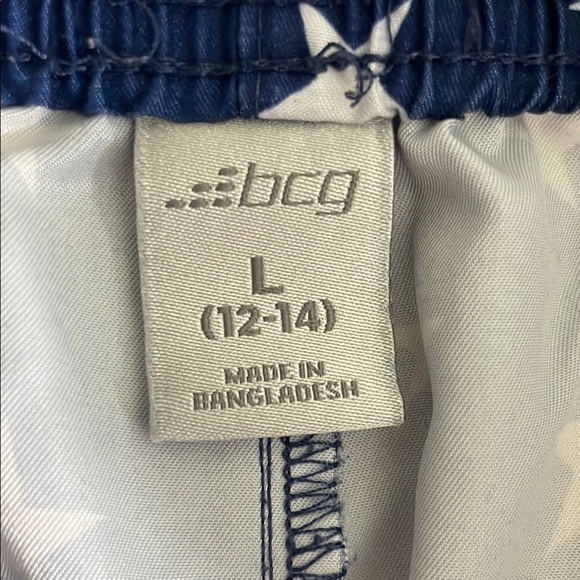 bcg
L
(12-14)
MADE IN
BANGLADESH